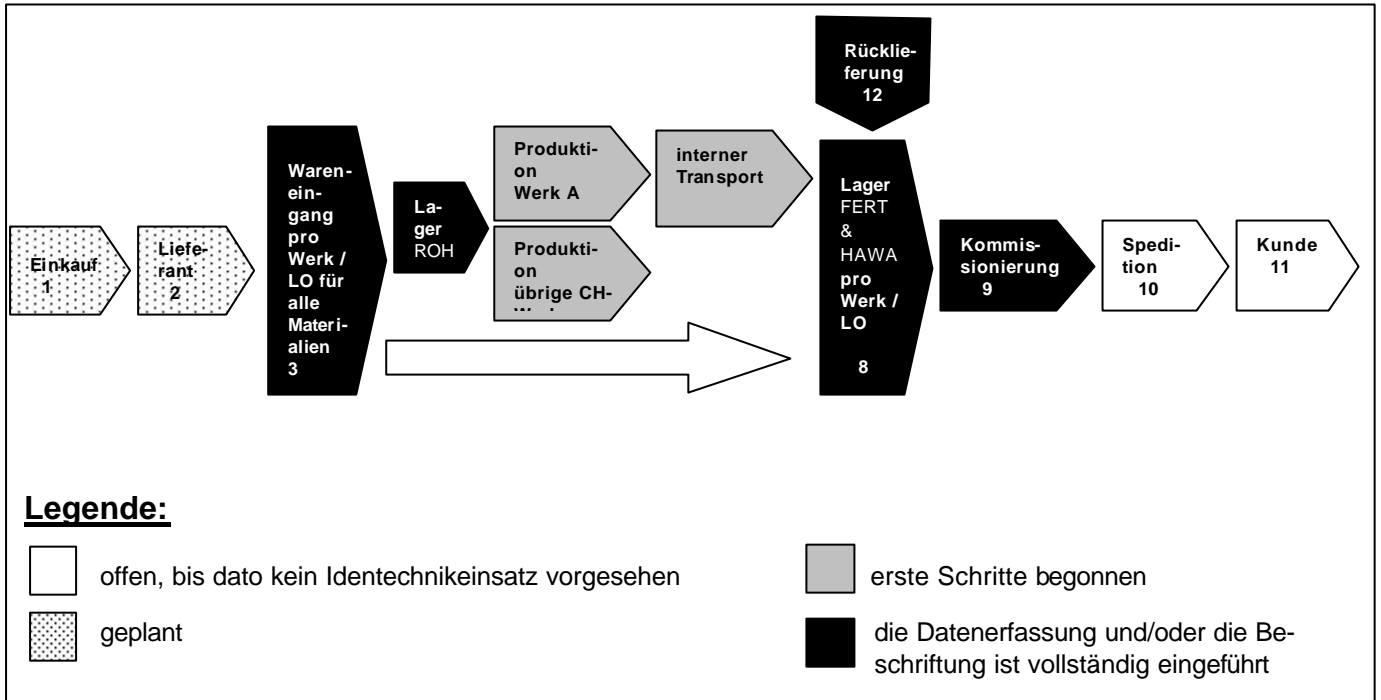 Rücklie-
ferung
12
Waren-
ein-
gang
pro
Werk /
LO für
alle
Materi-
alien
3
Produkti-
on
Werk A
interner
Transport
Lager
FERT
&
HAWA
pro
Werk /
LO
8
La-
ger
ROH
Produkti-
on
übrige CH-
Einkauf
1
Liefe-
rant
2
Kommis-
sionierung
9
Spedi-
tion
10
Kunde
11
Legende:
offen, bis dato kein Identechnikeinsatz vorgesehen
geplant
erste Schritte begonnen
die Datenerfassung und/oder die Be-
schriftung ist vollständig eingeführt